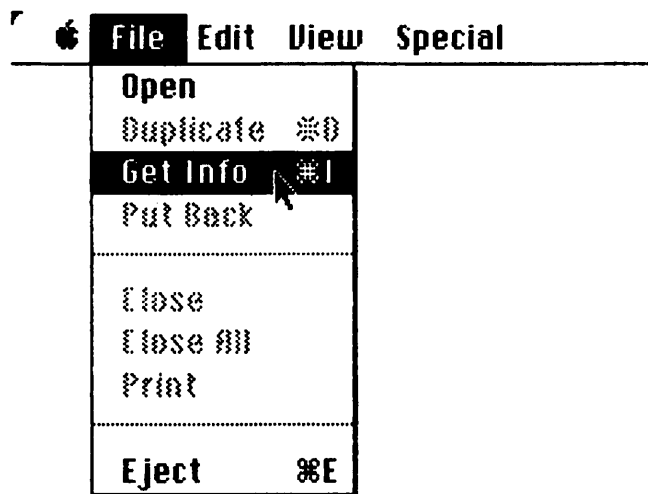 File Edit View Special
Open
Duplicate ⌘D
Get Info ⌘I
Put Back
Close
Close All
Print
Eject ⌘E